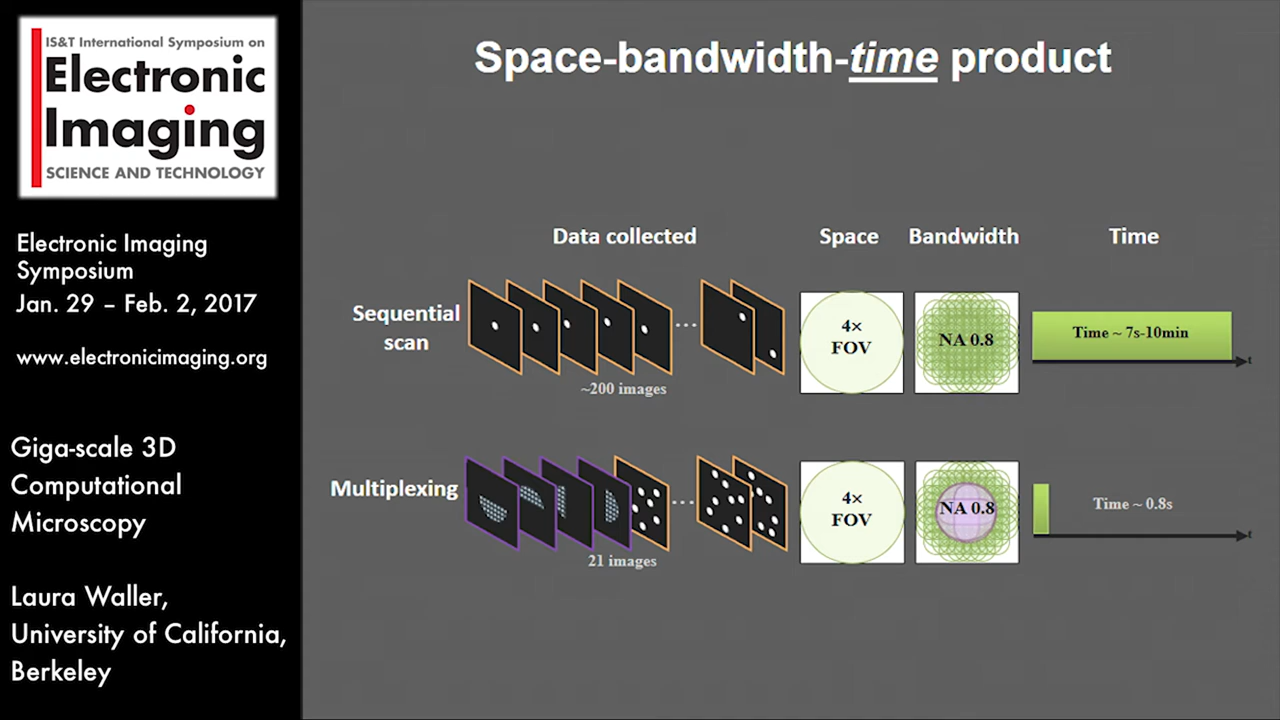 IS&T International Symposium on
Electronic
Imaging
SCIENCE AND TECHNOLOGY
Electronic Imaging
Symposium
Jan. 29 – Feb. 2, 2017
www.electronicimaging.org
Giga-scale 3D
Computational
Microscopy
Laura Waller,
University of California,
Berkeley
Space-bandwidth-time product
Data collected
Space
Bandwidth
Time
Sequential
scan
...
~200 images
4×
FOV
NA 0.8
Time ~ 7s-10min
t
Multiplexing
...
21 images
4×
FOV
NA 0.8
Time ~ 0.8s
t